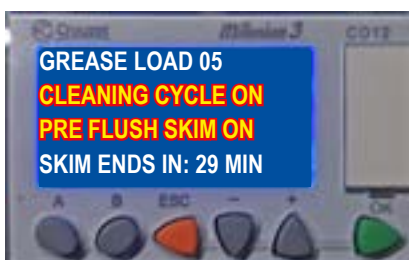 Crouzet Millenium 3 CD12
GREASE LOAD 05
CLEANING CYCLE ON
PRE FLUSH SKIM ON
SKIM ENDS IN: 29 MIN
A B ESC - + OK